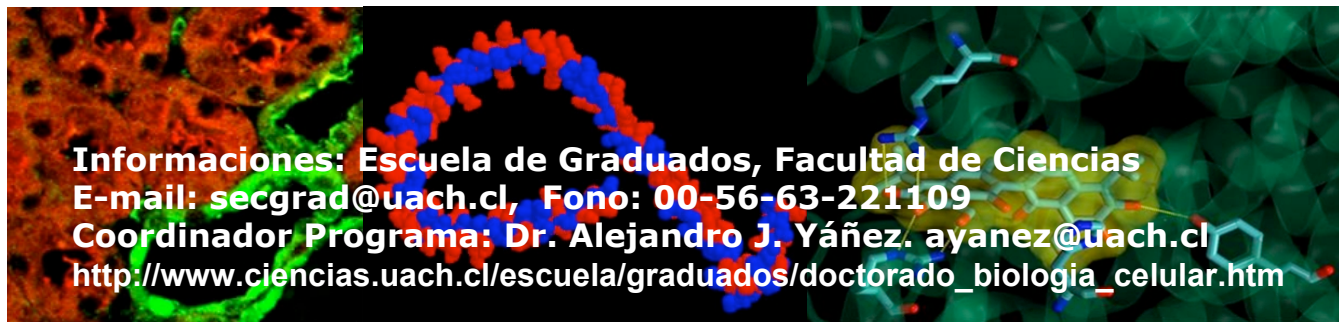 Informaciones: Escuela de Graduados, Facultad de Ciencias
E-mail: secgrad@uach.cl, Fono: 00-56-63-221109
Coordinador Programa: Dr. Alejandro J. Yáñez. ayanez@uach.cl
http://www.ciencias.uach.cl/escuela/graduados/doctorado_biologia_celular.htm